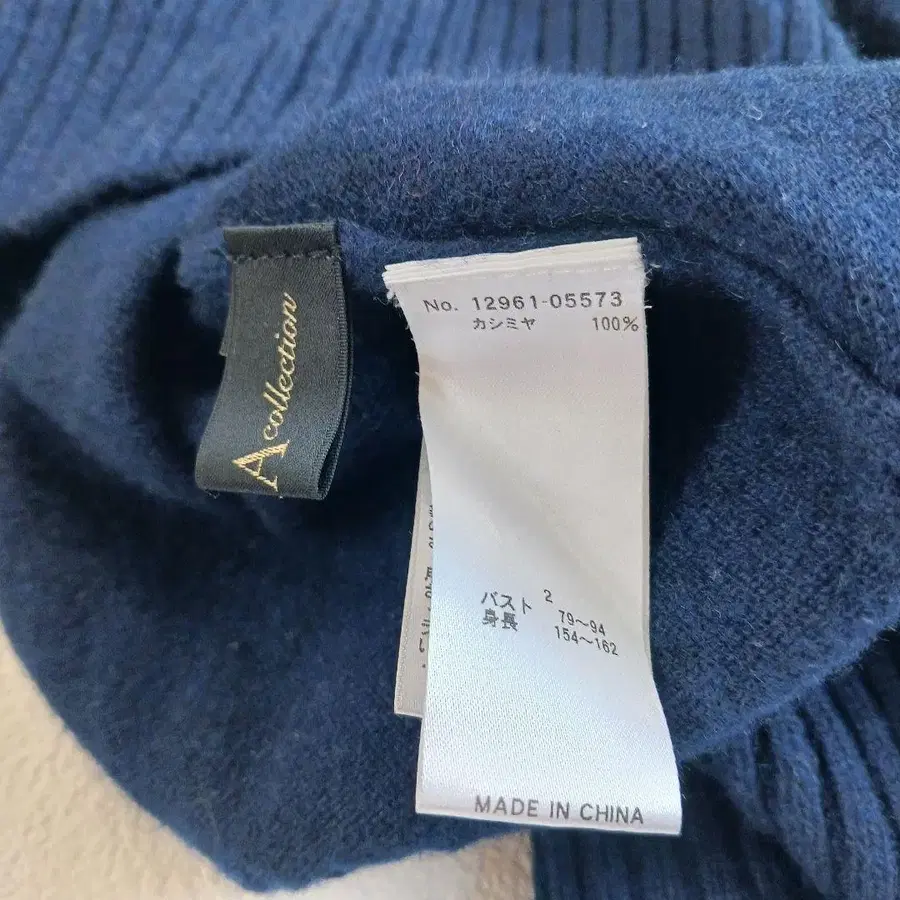 A collection
No. 12961-05573
カシミヤ 100%
2
バスト 79～94
身長 154～162
MADE IN CHINA